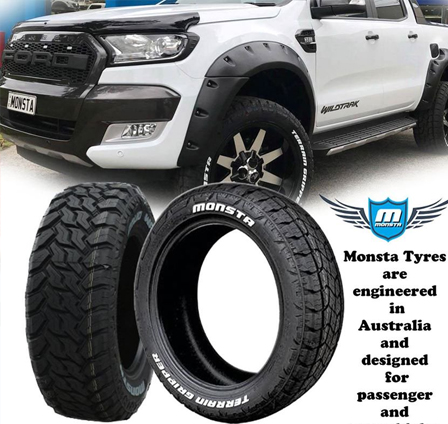 FORD
MONSTA
WILDTRAK
MONSTA
TERRAIN GRIPPER
MONSTA
TERRAIN GRIPPER
M
MONSTA
Monsta Tyres
are
engineered
in
Australia
and
designed
for
passenger
and